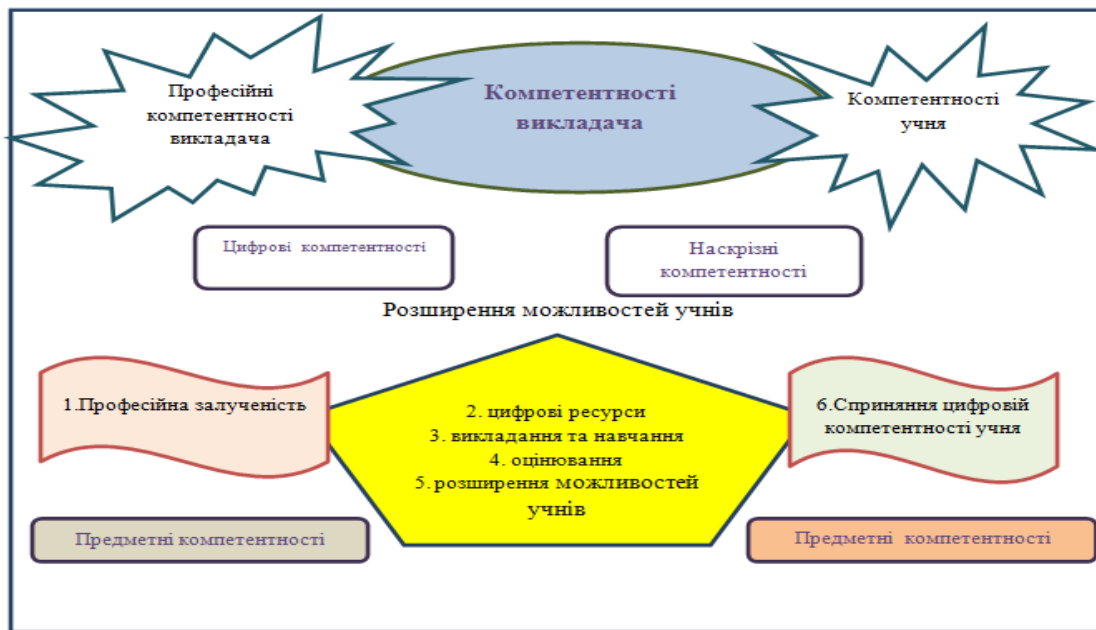 Професійні
компетентності
викладача
Компетентності
викладача
Компетентності
учня
Цифрові компетентності
Наскрізні
компетентності
Розширення можливостей учнів
1.Професійна залученість
2. цифрові ресурси
3. викладання та навчання
4. оцінювання
5. розширення можливостей
учнів
6.Сприняння цифровій
компетентності учня
Предметні компетентності
Предметні компетентності